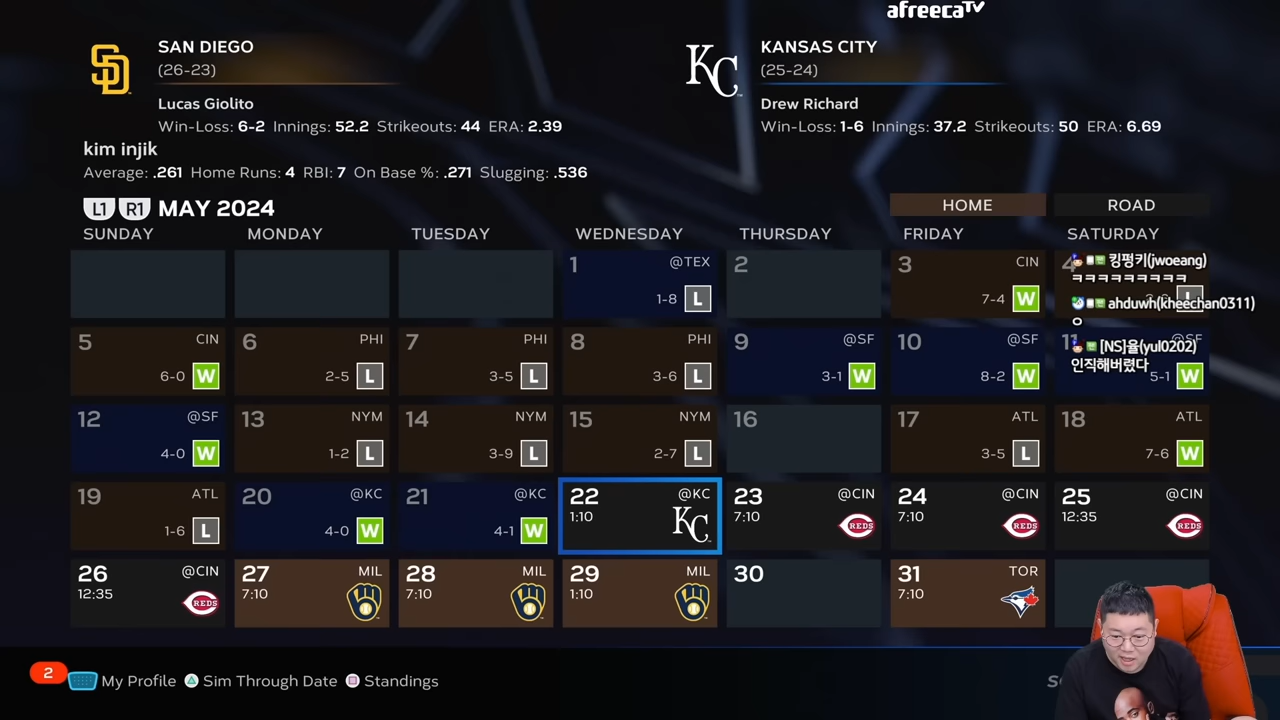 afreecaTV
SAN DIEGO
(26-23)
Lucas Giolito
Win-Loss: 6-2 Innings: 52.2 Strikeouts: 44 ERA: 2.39
KANSAS CITY
(25-24)
Drew Richard
Win-Loss: 1-6 Innings: 37.2 Strikeouts: 50 ERA: 6.69
kim injik
Average: .261 Home Runs: 4 RBI: 7 On Base %: .271 Slugging: .536
L1 R1 MAY 2024
HOME ROAD
SUNDAY MONDAY TUESDAY WEDNESDAY THURSDAY FRIDAY SATURDAY
1 @TEX
1-8 L
2
3 CIN
7-4 W
4
L
킹펑키(jwoeang)
ㅋㅋㅋㅋㅋㅋㅋㅋㅋ
ahduwh(kheechan0311)
ㅇ
[NS]율(yul0202)
인직해버렸다
5 CIN
6-0 W
6 PHI
2-5 L
7 PHI
3-5 L
8 PHI
3-6 L
9 @SF
3-1 W
10 @SF
8-2 W
11 @SF
5-1 W
12 @SF
4-0 W
13 NYM
1-2 L
14 NYM
3-9 L
15 NYM
2-7 L
16
17 ATL
3-5 L
18 ATL
7-6 W
19 ATL
1-6 L
20 @KC
4-0 W
21 @KC
4-1 W
22 @KC
1:10
KC
23 @CIN
7:10
REDS
24 @CIN
7:10
REDS
25 @CIN
12:35
REDS
26 @CIN
12:35
REDS
27 MIL
7:10
28 MIL
7:10
29 MIL
1:10
30
31 TOR
7:10
2 My Profile Sim Through Date Standings